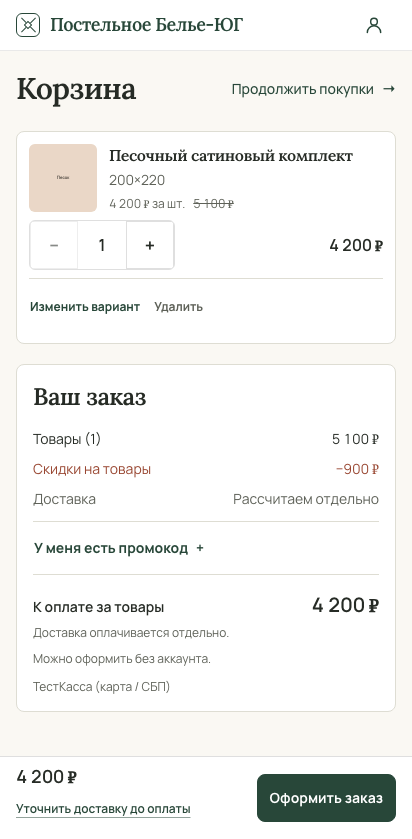 Постельное Белье-ЮГ
Корзина
Продолжить покупки →
Песочный сатиновый комплект
200×220
4 200 ₽ за шт. 5 100 ₽
− 1 + 4 200 ₽
Изменить вариант Удалить
Ваш заказ
Товары (1) 5 100 ₽
Скидки на товары −900 ₽
Доставка Рассчитаем отдельно
У меня есть промокод +
К оплате за товары 4 200 ₽
Доставка оплачивается отдельно.
Можно оформить без аккаунта.
ТестКасса (карта / СБП)
4 200 ₽
Уточнить доставку до оплаты
Оформить заказ